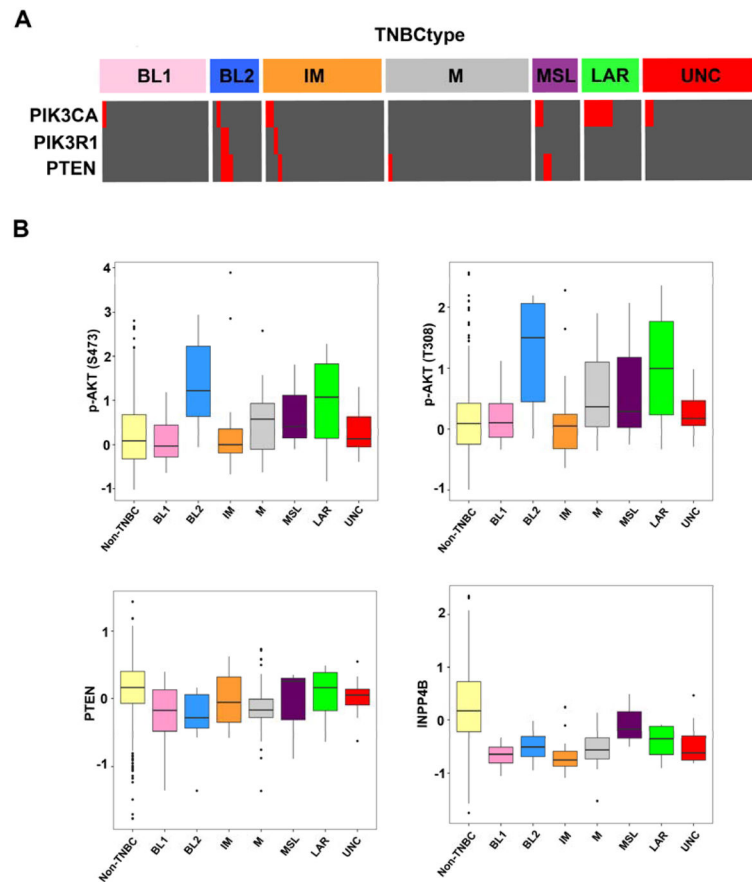 A
TNBCtype
BL1 BL2 IM M MSL LAR UNC
PIK3CA
PIK3R1
PTEN
B
p-AKT (S473)
4
3
2
1
0
-1
Non-TNBC BL1 BL2 IM M MSL LAR UNC
p-AKT (T308)
2
1
0
-1
Non-TNBC BL1 BL2 IM M MSL LAR UNC
PTEN
1
0
-1
Non-TNBC BL1 BL2 IM M MSL LAR UNC
INPP4B
2
1
0
-1
Non-TNBC BL1 BL2 IM M MSL LAR UNC